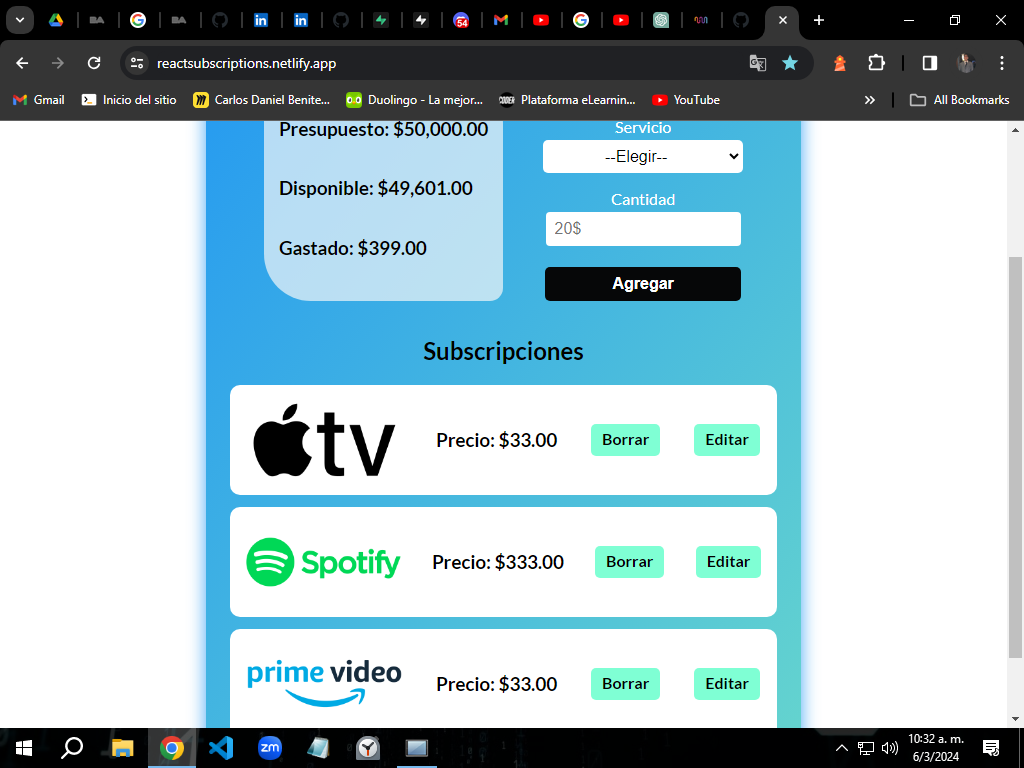 54
reactsubscriptions.netlify.app
Gmail
Inicio del sitio
Carlos Daniel Benite...
Duolingo - La mejor...
Plataforma eLearnin...
YouTube
All Bookmarks
Presupuesto: $50,000.00
Disponible: $49,601.00
Gastado: $399.00
Servicio
--Elegir--
Cantidad
20$
Agregar
Subscripciones
tv
Precio: $33.00
Borrar
Editar
Spotify
Precio: $333.00
Borrar
Editar
prime video
Precio: $33.00
Borrar
Editar
zm
10:32 a. m.
6/3/2024